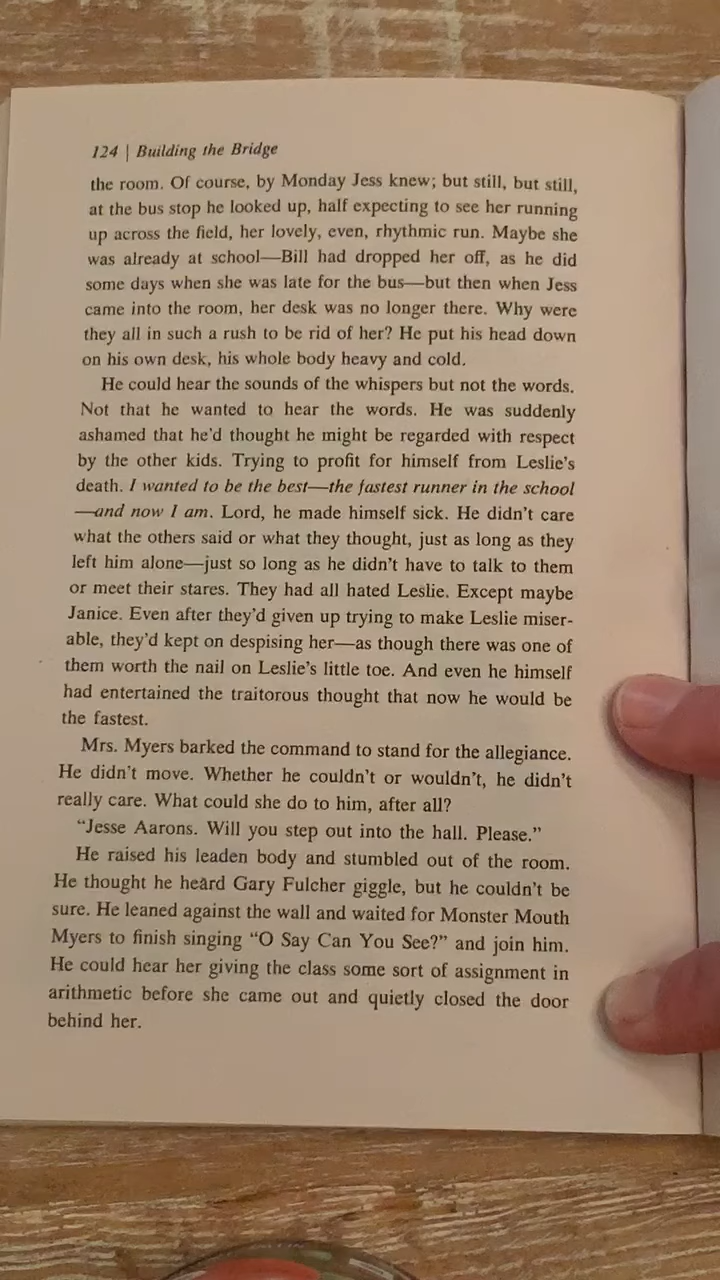 124 | Building the Bridge
the room. Of course, by Monday Jess knew; but still, but still,
at the bus stop he looked up, half expecting to see her running
up across the field, her lovely, even, rhythmic run. Maybe she
was already at school—Bill had dropped her off, as he did
some days when she was late for the bus—but then when Jess
came into the room, her desk was no longer there. Why were
they all in such a rush to be rid of her? He put his head down
on his own desk, his whole body heavy and cold.
He could hear the sounds of the whispers but not the words.
Not that he wanted to hear the words. He was suddenly
ashamed that he'd thought he might be regarded with respect
by the other kids. Trying to profit for himself from Leslie's
death. I wanted to be the best—the fastest runner in the school
—and now I am. Lord, he made himself sick. He didn't care
what the others said or what they thought, just as long as they
left him alone—just so long as he didn't have to talk to them
or meet their stares. They had all hated Leslie. Except maybe
Janice. Even after they'd given up trying to make Leslie miser-
able, they'd kept on despising her—as though there was one of
them worth the nail on Leslie's little toe. And even he himself
had entertained the traitorous thought that now he would be
the fastest.
Mrs. Myers barked the command to stand for the allegiance.
He didn't move. Whether he couldn't or wouldn't, he didn't
really care. What could she do to him, after all?
"Jesse Aarons. Will you step out into the hall. Please."
He raised his leaden body and stumbled out of the room.
He thought he heard Gary Fulcher giggle, but he couldn't be
sure. He leaned against the wall and waited for Monster Mouth
Myers to finish singing "O Say Can You See?" and join him.
He could hear her giving the class some sort of assignment in
arithmetic before she came out and quietly closed the door
behind her.